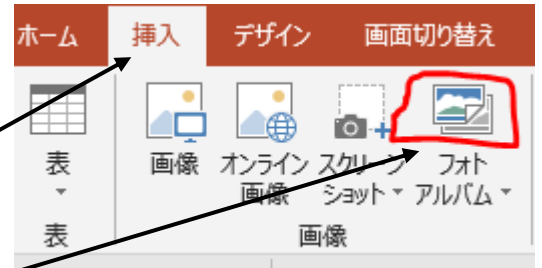 ホーム 挿入 デザイン 画面切り替え
表 画像 オンライン画像 スクリーンショット フォトアルバム
表 画像